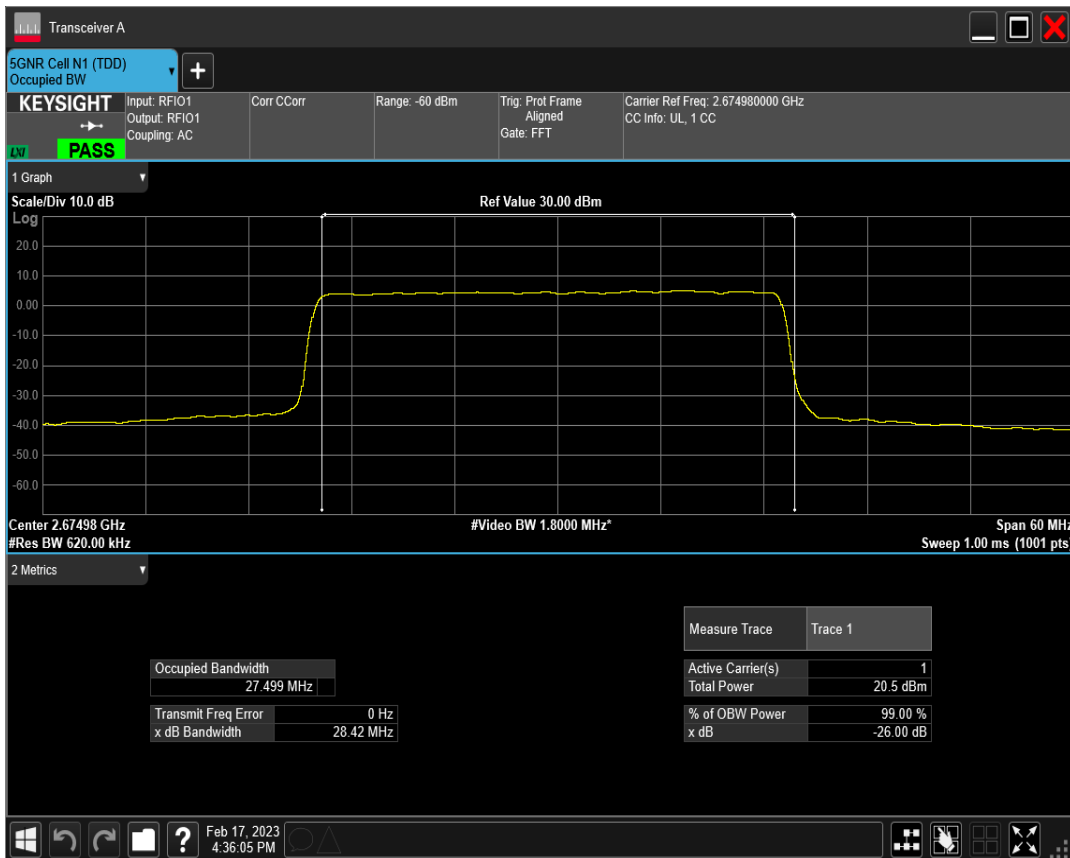 Transceiver A
5GNR Cell N1 (TDD)
Occupied BW
+
KEYSIGHT
LXI
PASS
Input: RFIO1
Output: RFIO1
Coupling: AC
Corr CCorr
Range: -60 dBm
Trig: Prot Frame
Aligned
Gate: FFT
Carrier Ref Freq: 2.674980000 GHz
CC Info: UL, 1 CC
1 Graph
Scale/Div 10.0 dB
Ref Value 30.00 dBm
Log
20.0
10.0
0.00
-10.0
-20.0
-30.0
-40.0
-50.0
-60.0
Center 2.67498 GHz
#Video BW 1.8000 MHz*
Span 60 MHz
#Res BW 620.00 kHz
Sweep 1.00 ms (1001 pts)
2 Metrics
Measure Trace Trace 1
Occupied Bandwidth
27.499 MHz
Active Carrier(s) 1
Total Power 20.5 dBm
Transmit Freq Error 0 Hz
x dB Bandwidth 28.42 MHz
% of OBW Power 99.00 %
x dB -26.00 dB
?
Feb 17, 2023
4:36:05 PM